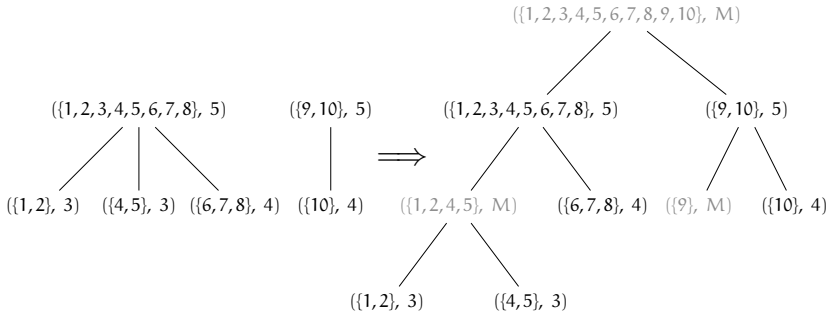 ({1,2,3,4,5,6,7,8,9,10}, M)
({1,2,3,4,5,6,7,8}, 5) ({9,10}, 5) ⟹ ({1,2,3,4,5,6,7,8}, 5) ({9,10}, 5)
({1,2}, 3) ({4,5}, 3) ({6,7,8}, 4) ({10}, 4) ({1,2,4,5}, M) ({6,7,8}, 4) ({9}, M) ({10}, 4)
({1,2}, 3) ({4,5}, 3)